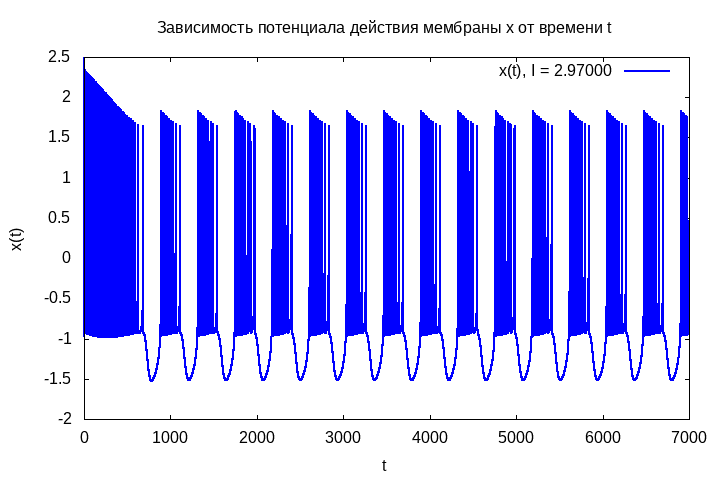 Зависимость потенциала действия мембраны x от времени t
x(t), I = 2.97000
2.5
2
1.5
1
0.5
0
-0.5
-1
-1.5
-2
x(t)
0 1000 2000 3000 4000 5000 6000 7000
t